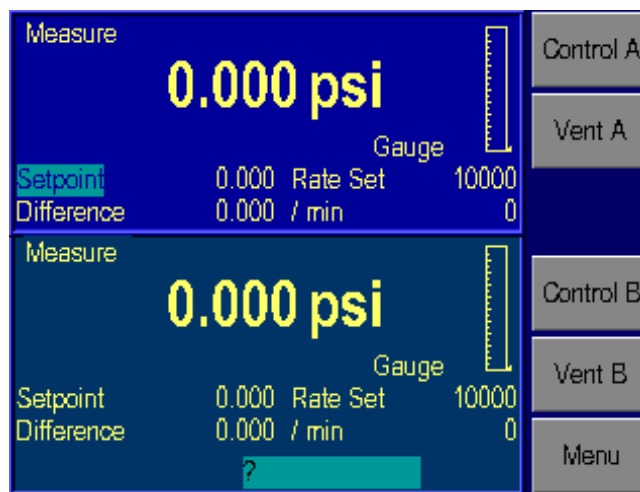 Measure
0.000 psi
Gauge
Setpoint 0.000 Rate Set 10000
Difference 0.000 / min 0
Measure
0.000 psi
Gauge
Setpoint 0.000 Rate Set 10000
Difference 0.000 / min 0
?
Control A
Vent A
Control B
Vent B
Menu